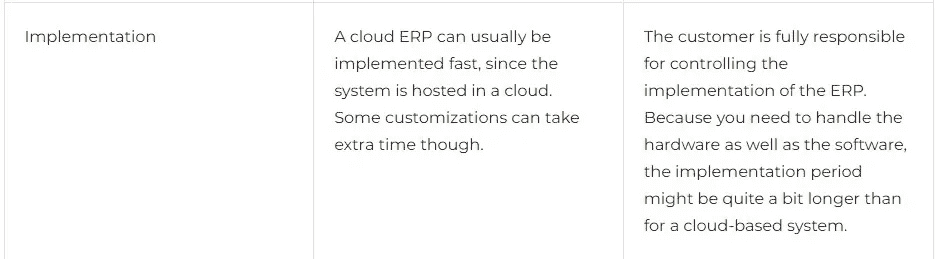 Implementation
A cloud ERP can usually be
implemented fast, since the
system is hosted in a cloud.
Some customizations can take
extra time though.
The customer is fully responsible
for controlling the
implementation of the ERP.
Because you need to handle the
hardware as well as the software,
the implementation period
might be quite a bit longer than
for a cloud-based system.